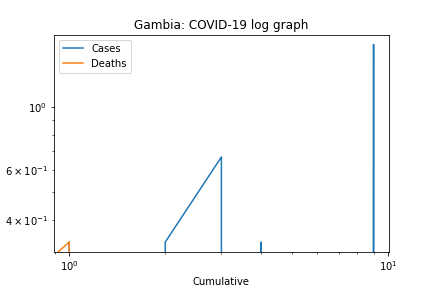 Gambia: COVID-19 log graph
Cases
Deaths
10⁰
6 × 10⁻¹
4 × 10⁻¹
10⁰ 10¹
Cumulative